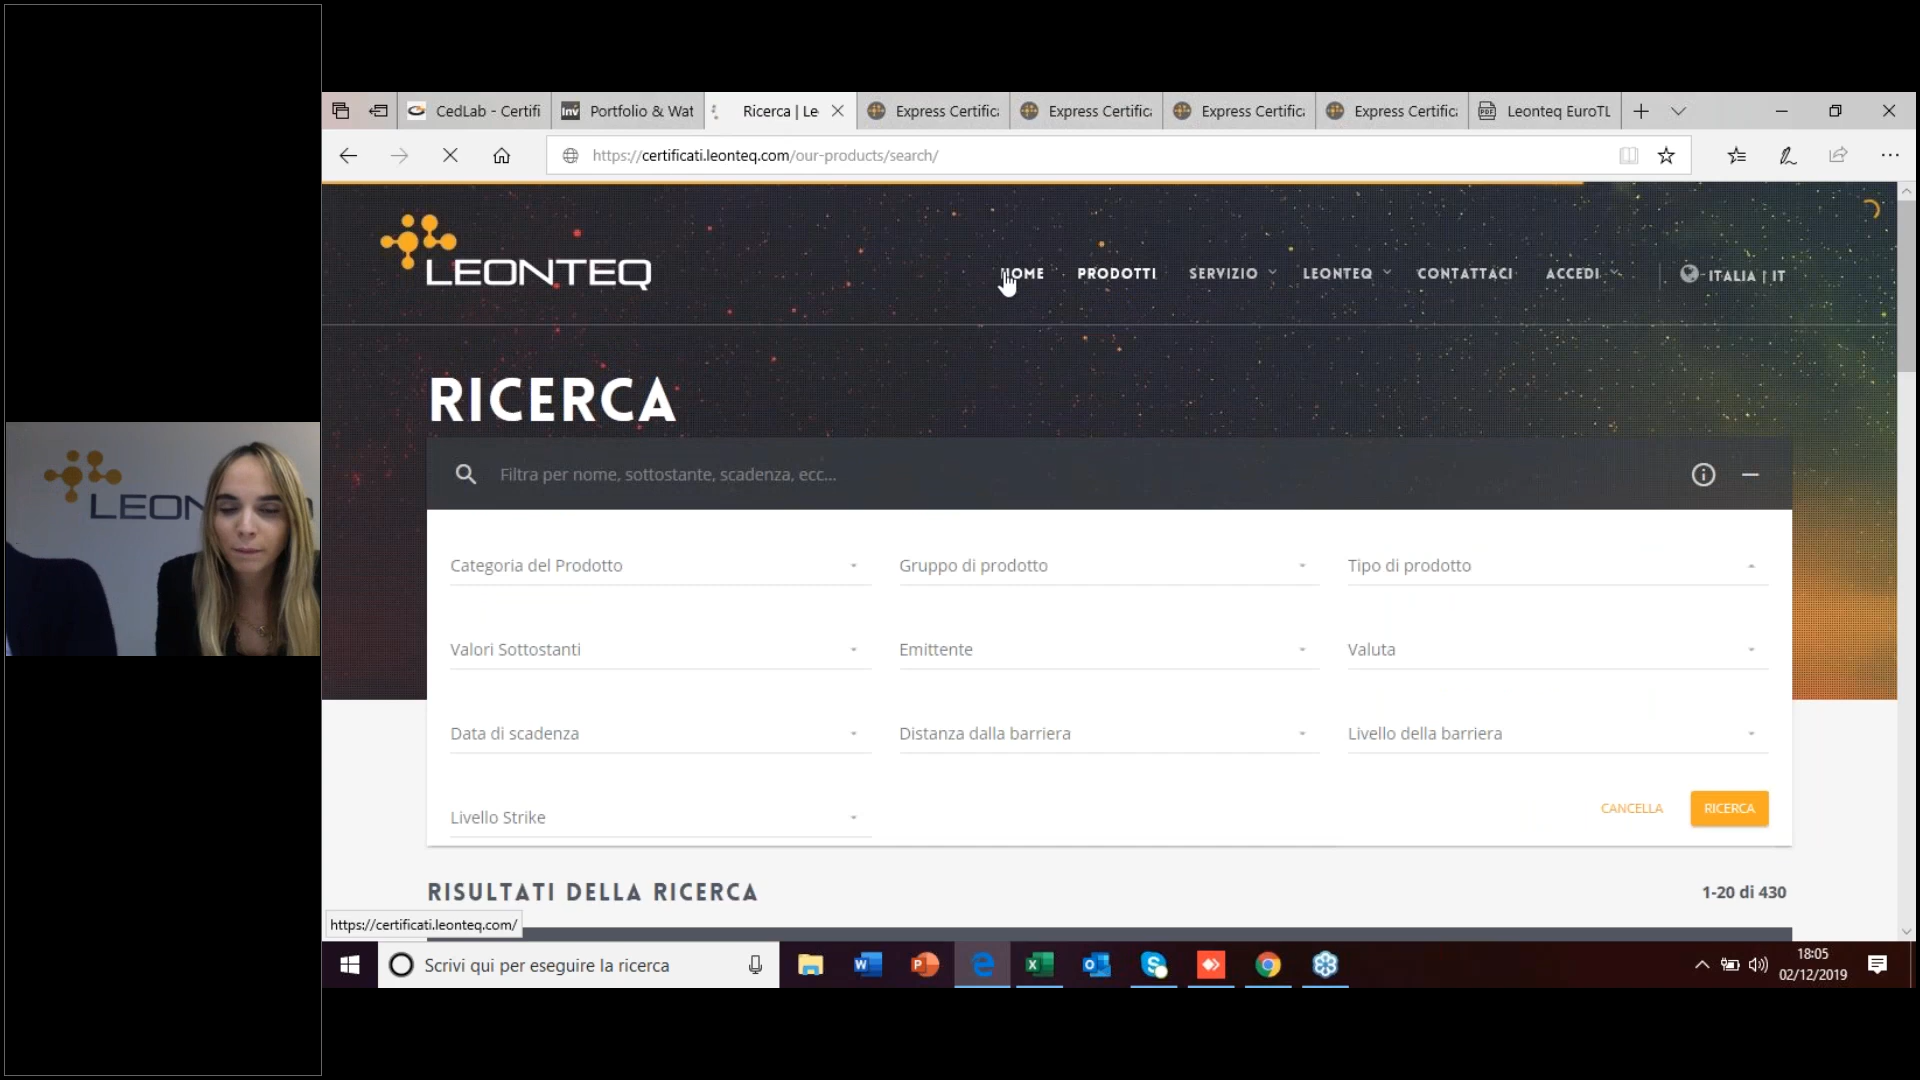 CedLab - Certifi
Portfolio & Wat
Ricerca | Le
Express Certific
Express Certific
Express Certific
Express Certific
Leonteq EuroTL
https://certificati.leonteq.com/our-products/search/
LEONTEQ
HOME
PRODOTTI
SERVIZIO
LEONTEQ
CONTATTACI
ACCEDI
ITALIA | IT
RICERCA
Filtra per nome, sottostante, scadenza, ecc...
Categoria del Prodotto
Gruppo di prodotto
Tipo di prodotto
Valori Sottostanti
Emittente
Valuta
Data di scadenza
Distanza dalla barriera
Livello della barriera
Livello Strike
CANCELLA
RICERCA
RISULTATI DELLA RICERCA
1-20 di 430
https://certificati.leonteq.com/
Scrivi qui per eseguire la ricerca
18:05
02/12/2019
LEON